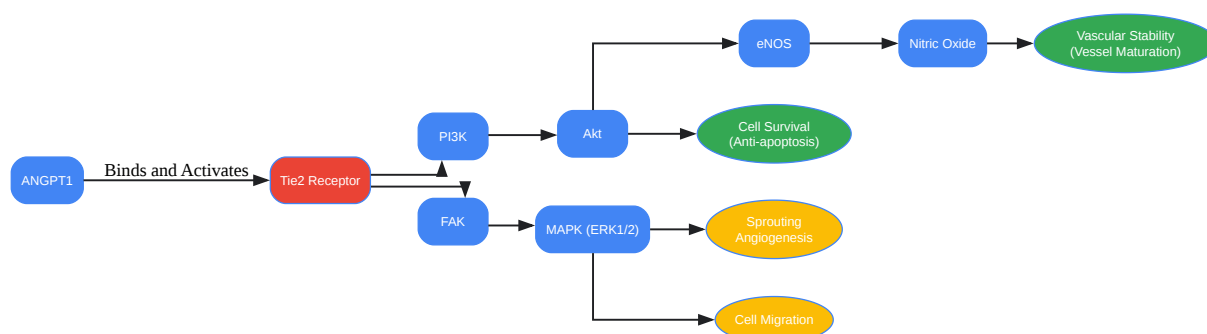 eNOS
Nitric Oxide
Vascular Stability
(Vessel Maturation)
PI3K
Akt
Cell Survival
(Anti-apoptosis)
ANGPT1
Binds and Activates
Tie2 Receptor
FAK
MAPK (ERK1/2)
Sprouting
Angiogenesis
Cell Migration